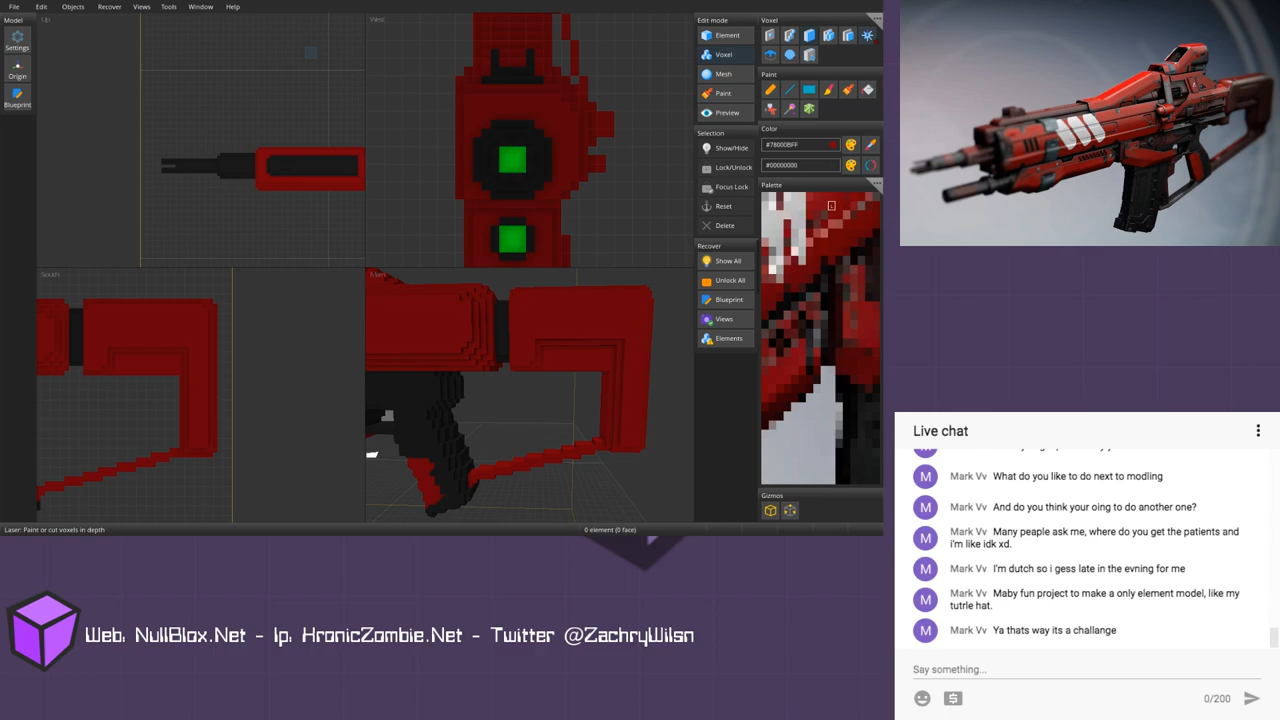 File Edit Objects Recover Views Tools Window Help
Model
Settings
Origin
Blueprint
Up
West
South
Main
Edit mode
Element
Voxel
Mesh
Paint
Preview
Selection
Show/Hide
Lock/Unlock
Focus Lock
Reset
Delete
Recover
Show All
Unlock All
Blueprint
Views
Elements
Voxel
Paint
Color
#78000BFF
#00000000
Palette
Gizmos
Laser: Paint or cut voxels in depth
0 element (0 face)
Web: NullBlox.Net - Ip: HronicZombie.Net - Twitter @ZachryWilsn
Live chat
M Mark Vv What do you like to do next to modling
M Mark Vv And do you think your oing to do another one?
M Mark Vv Many peaple ask me, where do you get the patients and
i'm like idk xd.
M Mark Vv I'm dutch so i gess late in the evning for me
M Mark Vv Maby fun project to make a only element model, like my
tutrle hat.
M Mark Vv Ya thats way its a challange
Say something...
0/200